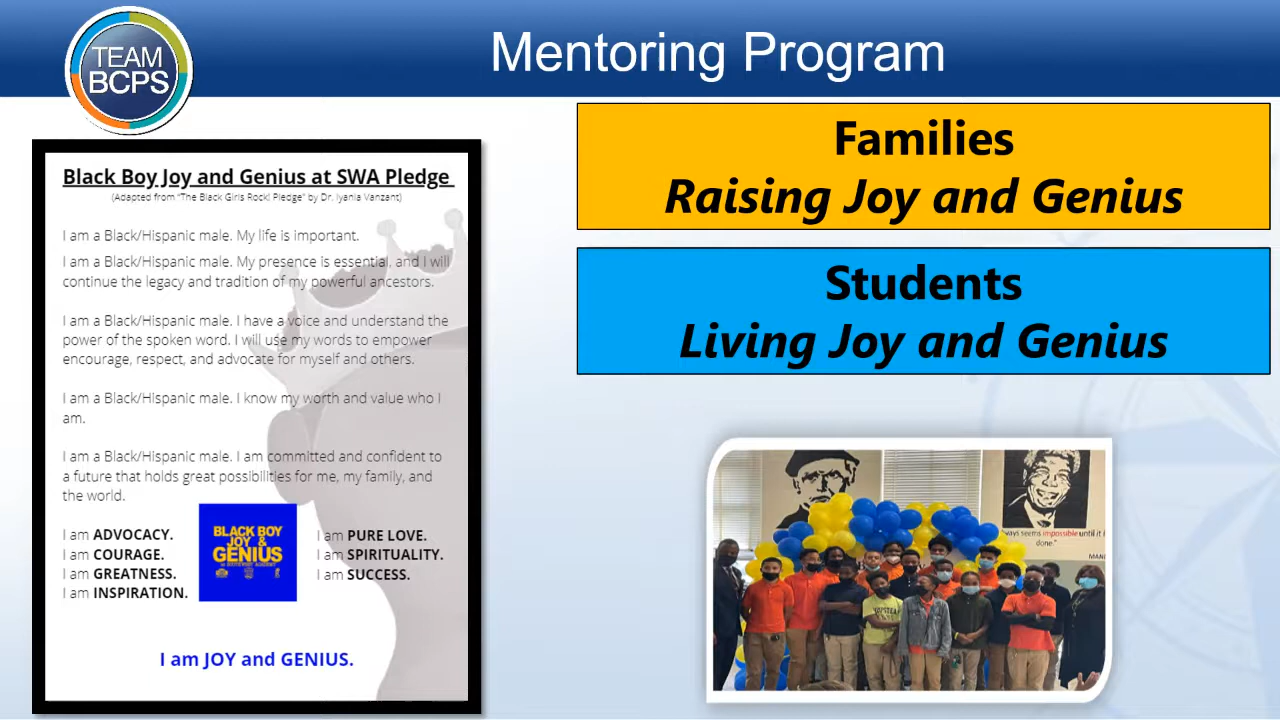 TEAM
BCPS
Mentoring Program
Black Boy Joy and Genius at SWA Pledge
(Adapted from "The Black Girls Rock! Pledge" by Dr. Iyania Vanzant)
I am a Black/Hispanic male. My life is important.
I am a Black/Hispanic male. My presence is essential, and I will
continue the legacy and tradition of my powerful ancestors.
I am a Black/Hispanic male. I have a voice and understand the
power of the spoken word. I will use my words to empower
encourage, respect, and advocate for myself and others.
I am a Black/Hispanic male. I know my worth and value who I
am.
I am a Black/Hispanic male. I am committed and confident to
a future that holds great possibilities for me, my family, and
the world.
I am ADVOCACY.
I am COURAGE.
I am GREATNESS.
I am INSPIRATION.
BLACK BOY
JOY &
GENIUS
I am PURE LOVE.
I am SPIRITUALITY.
I am SUCCESS.
I am JOY and GENIUS.
Families
Raising Joy and Genius
Students
Living Joy and Genius
seems impossible until it
done."